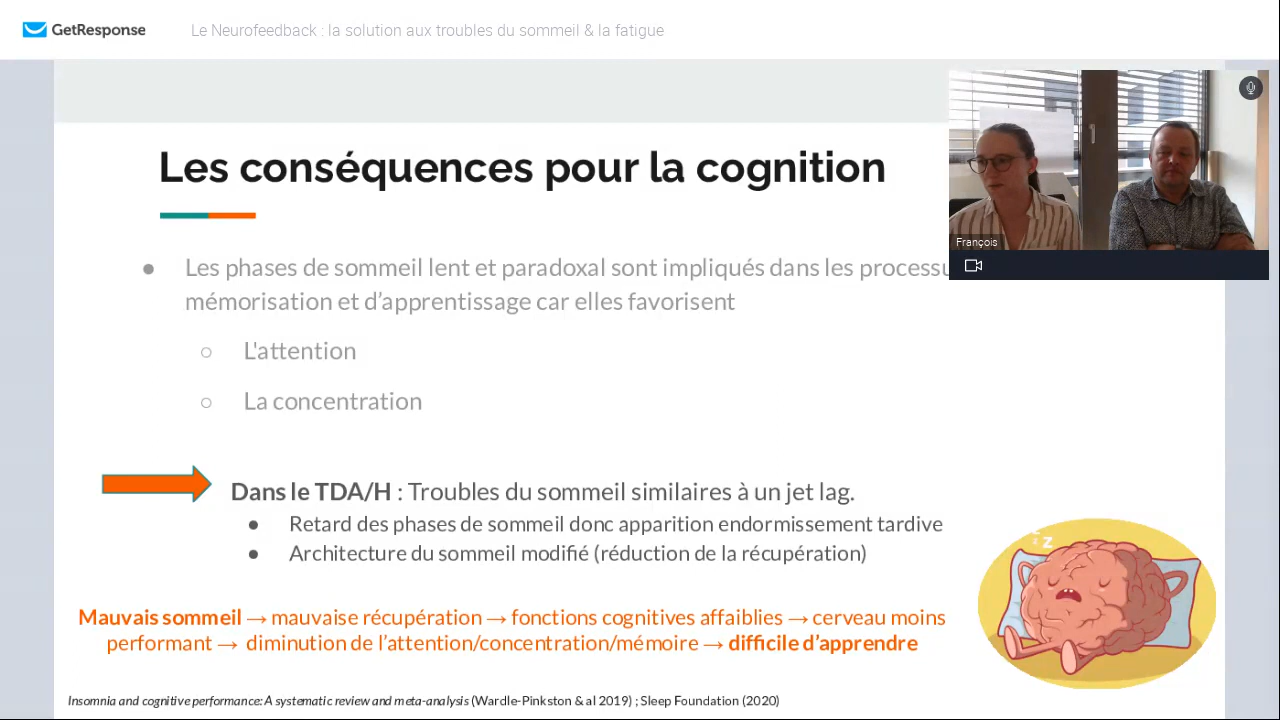 GetResponse
Le Neurofeedback : la solution aux troubles du sommeil & la fatigue
Les conséquences pour la cognition
François
● Les phases de sommeil lent et paradoxal sont impliqués dans les
mémorisation et d’apprentissage car elles favorisent
○ L'attention
○ La concentration
Dans le TDA/H : Troubles du sommeil similaires à un jet lag.
● Retard des phases de sommeil donc apparition endormissement tardive
● Architecture du sommeil modifié (réduction de la récupération)
z
z
Mauvais sommeil → mauvaise récupération → fonctions cognitives affaiblies → cerveau moins
performant → diminution de l’attention/concentration/mémoire → difficile d’apprendre
Insomnia and cognitive performance: A systematic review and meta-analysis (Wardle-Pinkston & al 2019) ; Sleep Foundation (2020)